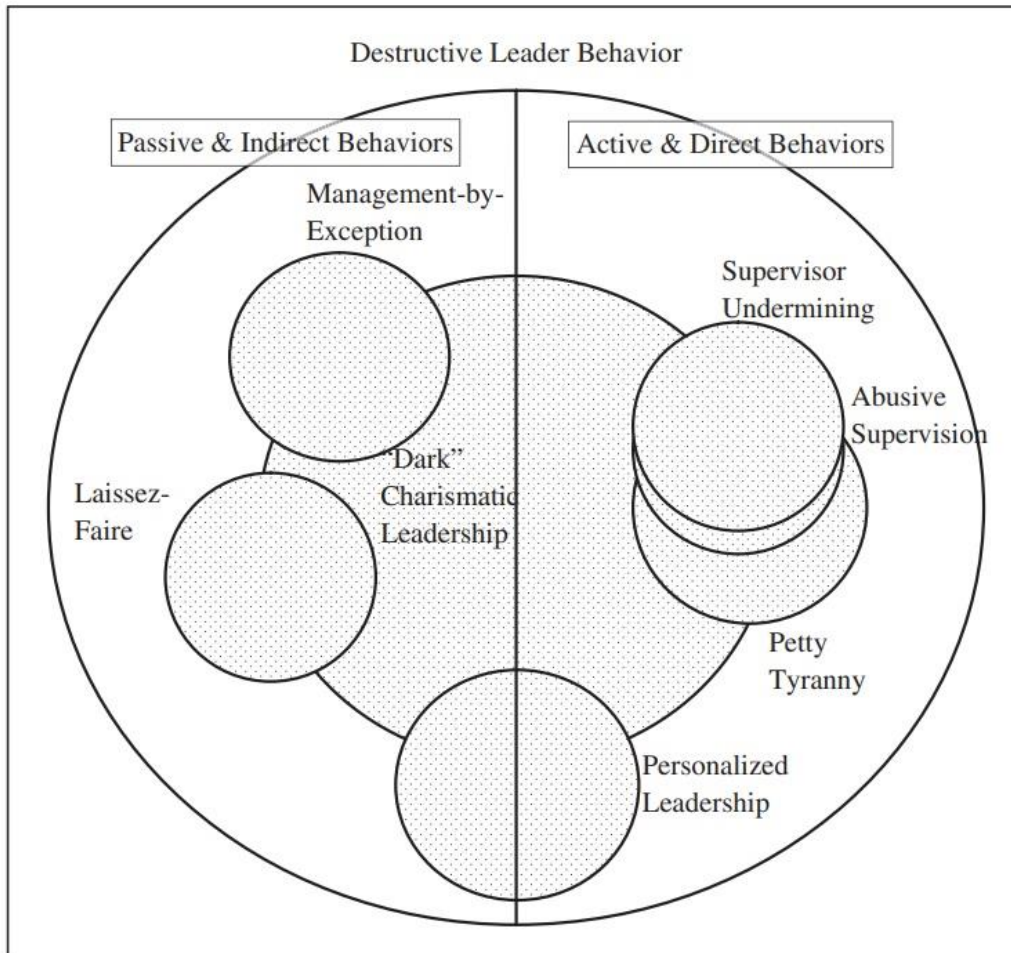 Destructive Leader Behavior
Passive & Indirect Behaviors
Active & Direct Behaviors
Management-by-
Exception
Supervisor
Undermining
Abusive
Supervision
"Dark"
Charismatic
Leadership
Laissez-
Faire
Petty
Tyranny
Personalized
Leadership